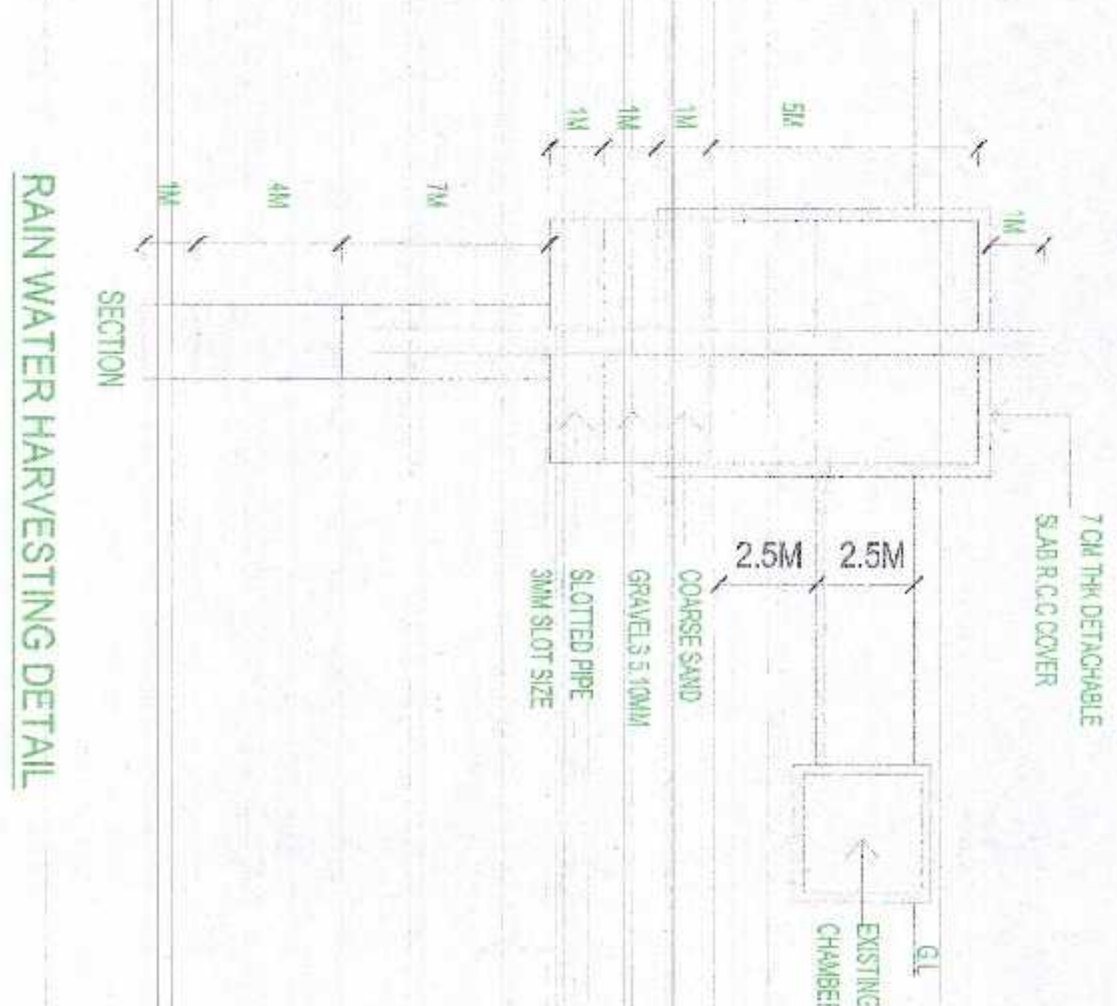 7 CM THK DETACHABLE
SLAB R.C.C COVER
1M
5M
1M
1M
1M
7M
4M
1M
2.5M
2.5M
G.L
EXISTING
COARSE SAND
GRAVELS 5.10MM
SLOTTED PIPE
3MM SLOT SIZE
SECTION
RAIN WATER HARVESTING DETAIL